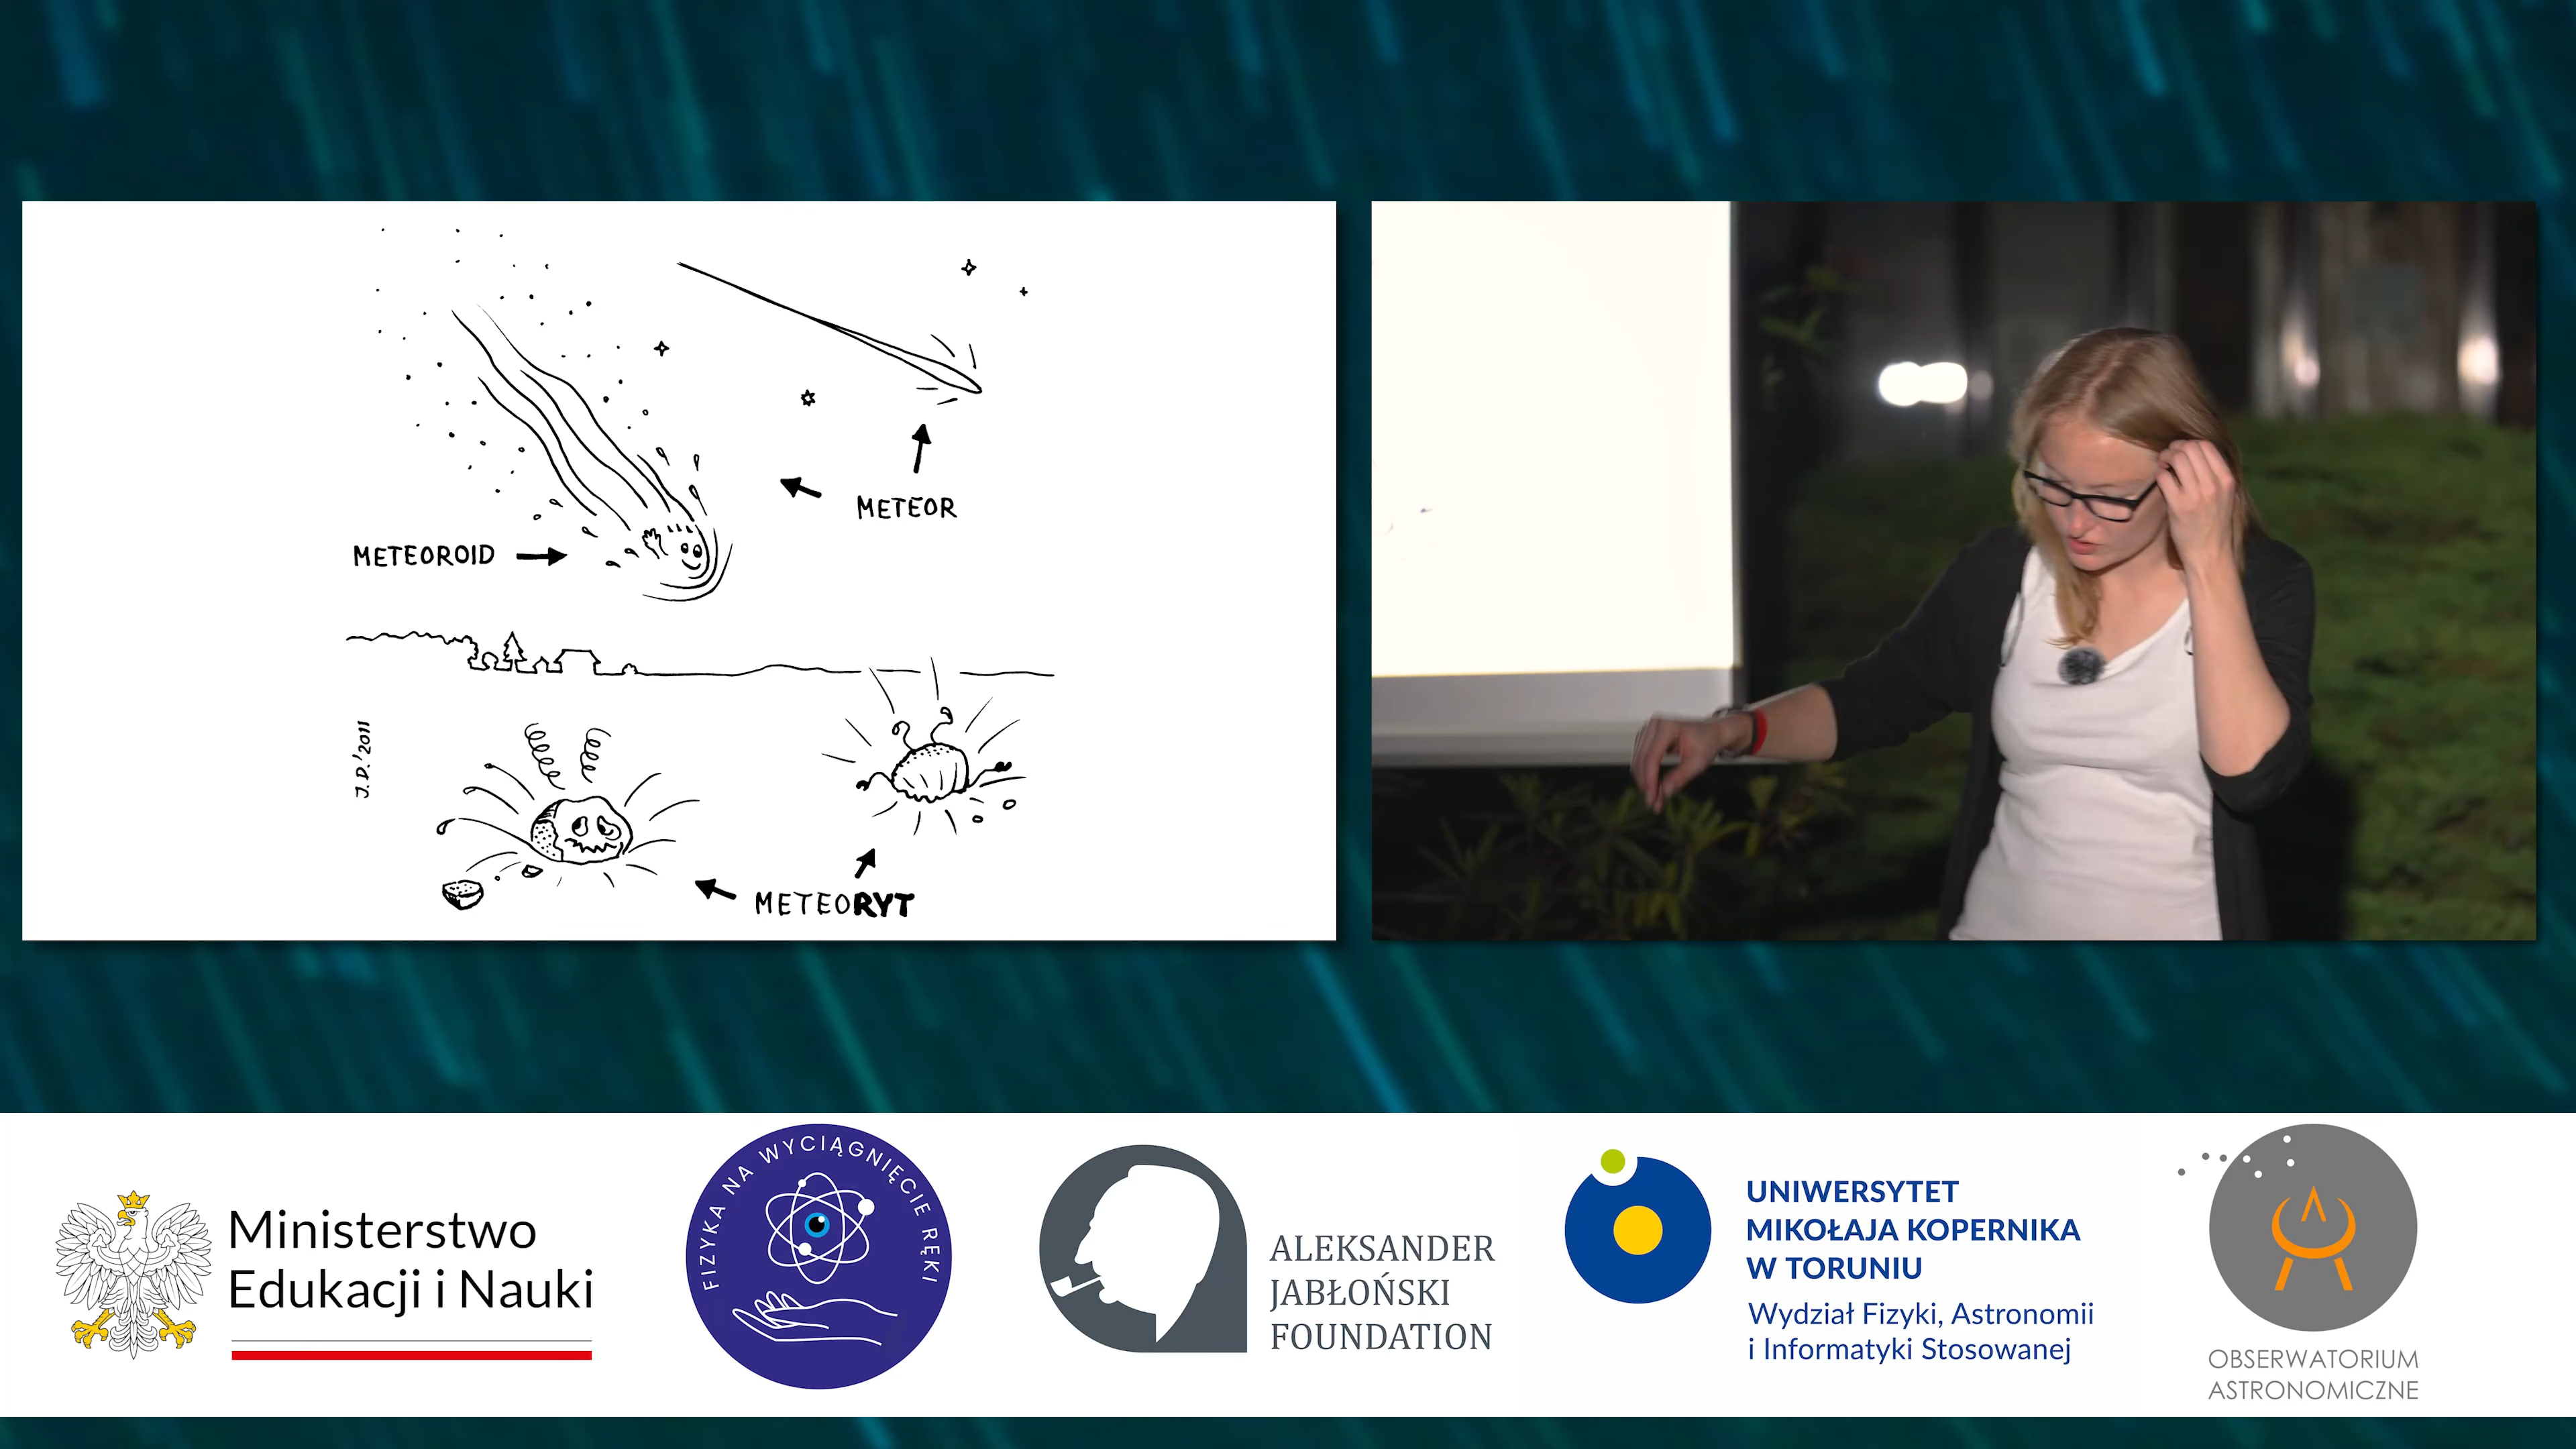 METEOR
METEOROID
J.D.'2011
METEORYT
Ministerstwo
Edukacji i Nauki
FIZYKA NA WYCIĄGNIĘCIE RĘKI
ALEKSANDER
JABŁOŃSKI
FOUNDATION
UNIWERSYTET
MIKOŁAJA KOPERNIKA
W TORUNIU
Wydział Fizyki, Astronomii
i Informatyki Stosowanej
OBSERWATORIUM
ASTRONOMICZNE